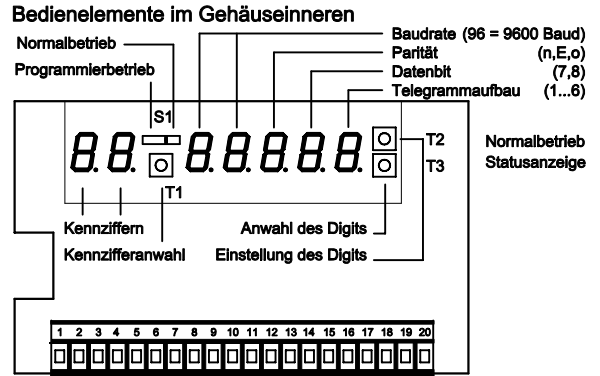 Bedienelemente im Gehäuseinneren
Normalbetrieb
Programmierbetrieb
Baudrate (96 = 9600 Baud)
Parität (n,E,o)
Datenbit (7,8)
Telegrammaufbau (1...6)
S1
8.8. 8.8.8.8.8.
T2
T3
T1
Normalbetrieb
Statusanzeige
Kennziffern
Anwahl des Digits
Kennzifferanwahl
Einstellung des Digits
1 2 3 4 5 6 7 8 9 10 11 12 13 14 15 16 17 18 19 20